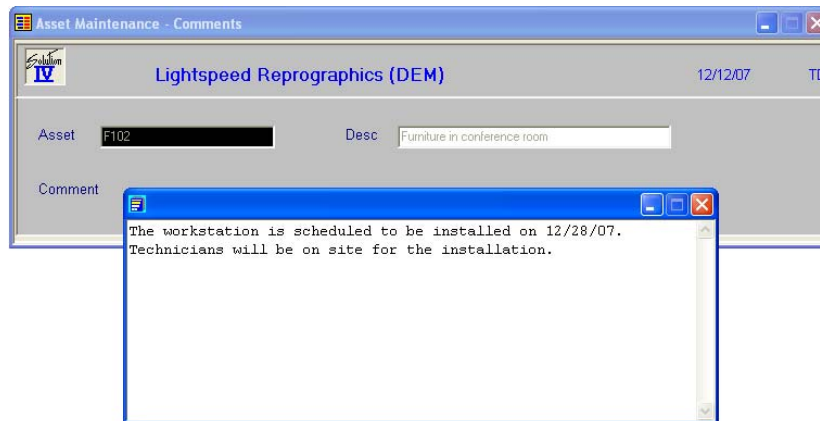 Asset Maintenance - Comments
Solution
IV
Lightspeed Reprographics (DEM)
12/12/07
Asset
F102
Desc
Furniture in conference room
Comment
The workstation is scheduled to be installed on 12/28/07.
Technicians will be on site for the installation.